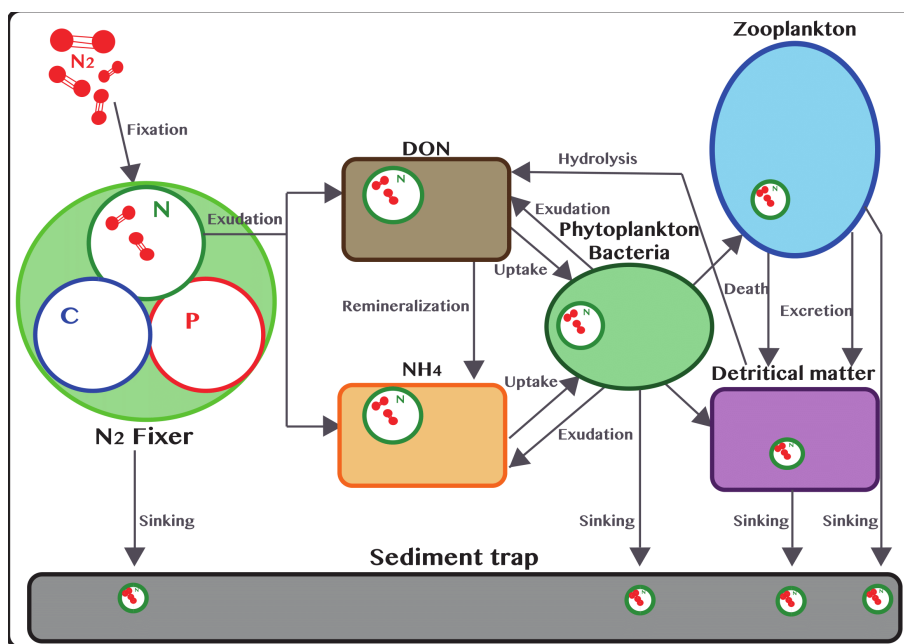 Zooplankton
N2
Fixation
DON
Hydrolysis
N
N
N
Exudation
Exudation
Phytoplankton
Bacteria
Uptake
C
P
Remineralization
Death
Excretion
NH4
Uptake
Detritical matter
N
N2 Fixer
Exudation
N
N
Sinking
Sinking
Sinking
Sinking
Sediment trap
N
N
N
N